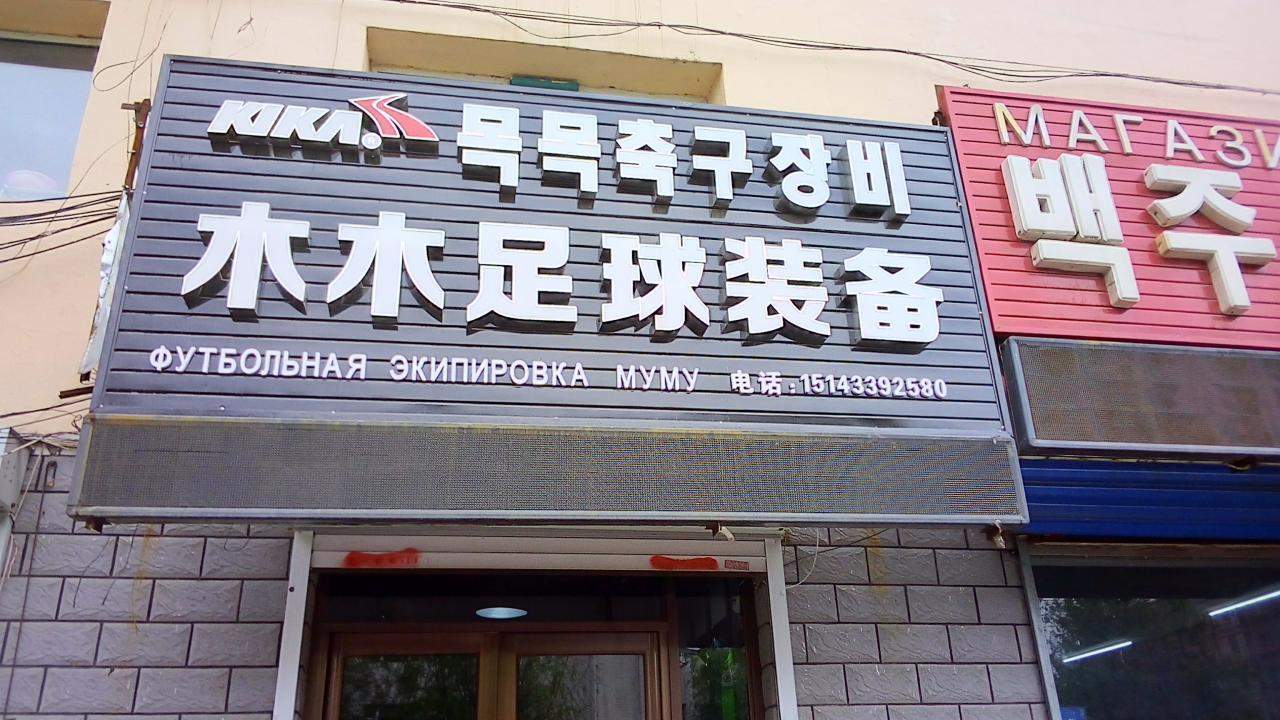 KIKA 목목축구장비
木木足球装备
ФУТБОЛЬНАЯ ЭКИПИРОВКА МУМУ 电话:15143392580
МАГАЗИ
백주